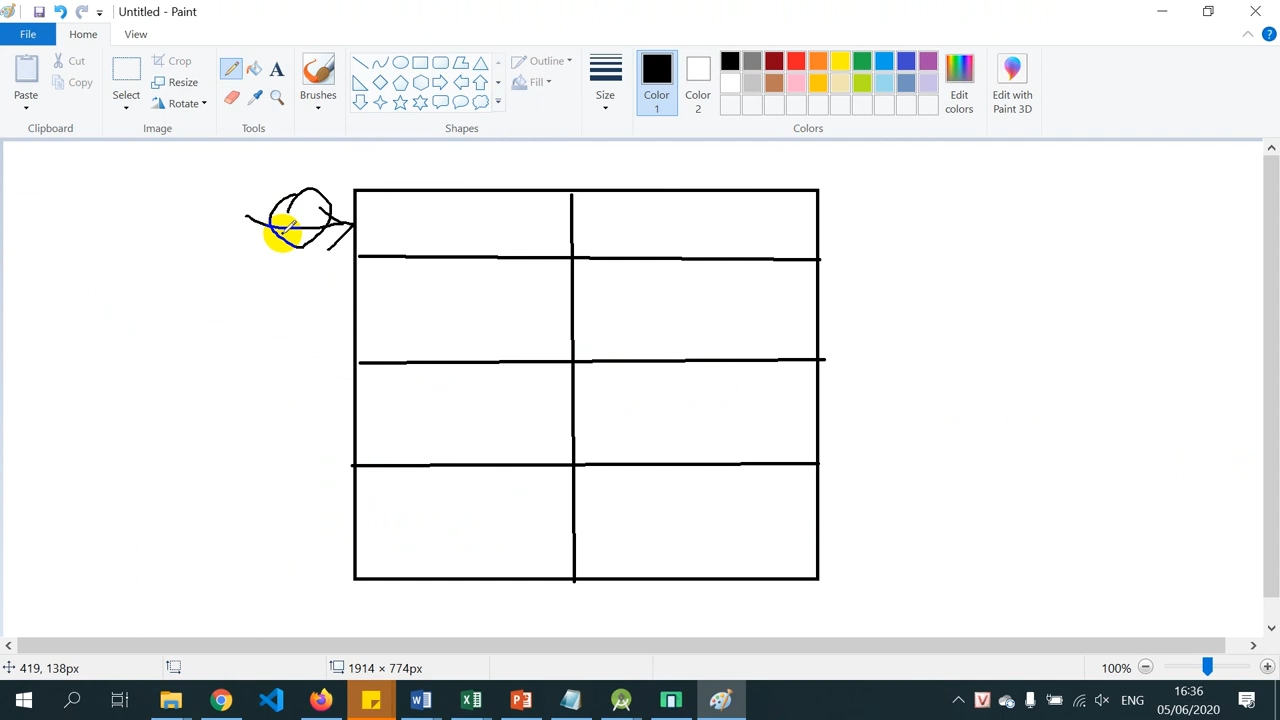 Untitled - Paint
File Home View
Cut
Copy
Paste
Clipboard
Select
Crop
Resize
Rotate
Image
A
Tools
Brushes
Outline
Fill
Shapes
Size
Color
1
Color
2
Edit
colors
Edit with
Paint 3D
Colors
419, 138px
1914 × 774px
100%
ENG
16:36
05/06/2020